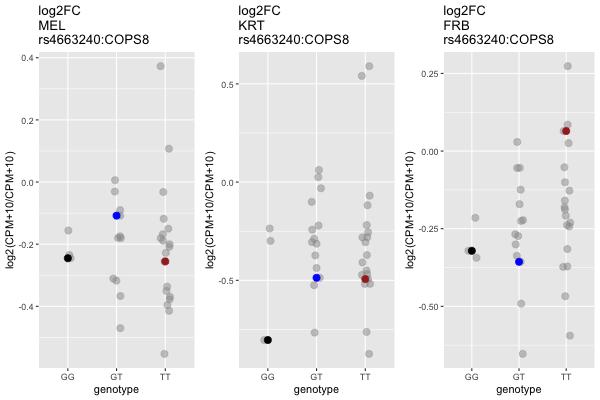 log2FC
MEL
rs4663240:COPS8
log2(CPM+10/CPM+10)
0.4
0.2
0.0
-0.2
-0.4
GG GT TT
genotype
log2FC
KRT
rs4663240:COPS8
log2(CPM+10/CPM+10)
0.5
0.0
-0.5
GG GT TT
genotype
log2FC
FRB
rs4663240:COPS8
log2(CPM+10/CPM+10)
0.25
0.00
-0.25
-0.50
GG GT TT
genotype